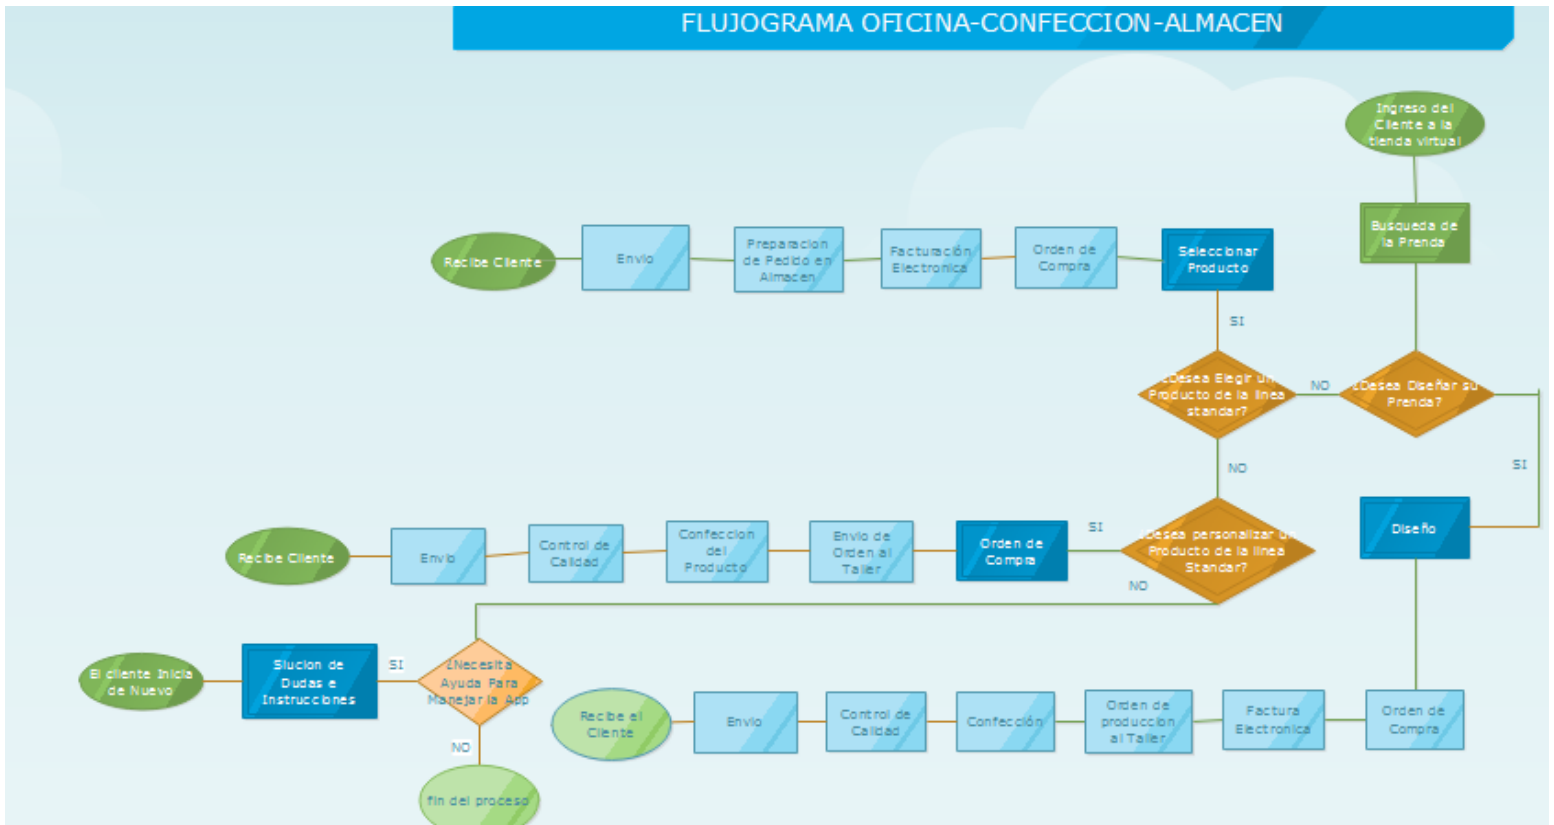 FLUJOGRAMA OFICINA-CONFECCION-ALMACEN
Ingreso del
Cliente a la
tienda virtual
Busqueda de
la Prenda
Recibe Cliente
Envio
Preparacion
de Pedido en
Almacen
Facturación
Electronica
Orden de
Compra
Seleccionar
Producto
SI
¿Desea Elegir un
Producto de la linea
standar?
NO
¿Desea Diseñar su
Prenda?
SI
NO
Diseño
Recibe Cliente
Envio
Control de
Calidad
Confeccion
del
Producto
Envio de
Orden al
Taller
Orden de
Compra
SI
¿Desea personalizar un
Producto de la linea
Standar?
NO
El cliente Inicia
de Nuevo
Slucion de
Dudas e
Instrucciones
SI
¿Necesita
Ayuda Para
Manejar la App
NO
fin del proceso
Recibe el
Cliente
Envio
Control de
Calidad
Confección
Orden de
produccion
al Taller
Factura
Electronica
Orden de
Compra